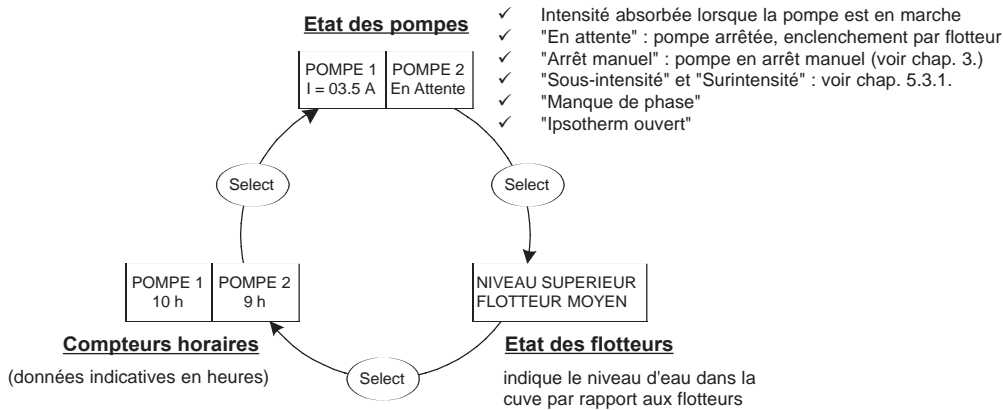 Etat des pompes
POMPE 1
I = 03.5 A
POMPE 2
En Attente
✓ Intensité absorbée lorsque la pompe est en marche
✓ "En attente" : pompe arrêtée, enclenchement par flotteur
✓ "Arrêt manuel" : pompe en arrêt manuel (voir chap. 3.)
✓ "Sous-intensité" et "Surintensité" : voir chap. 5.3.1.
✓ "Manque de phase"
✓ "Ipsotherm ouvert"
Select
Select
POMPE 1
10 h
POMPE 2
9 h
NIVEAU SUPERIEUR
FLOTTEUR MOYEN
Compteurs horaires
(données indicatives en heures)
Select
Etat des flotteurs
indique le niveau d'eau dans la
cuve par rapport aux flotteurs